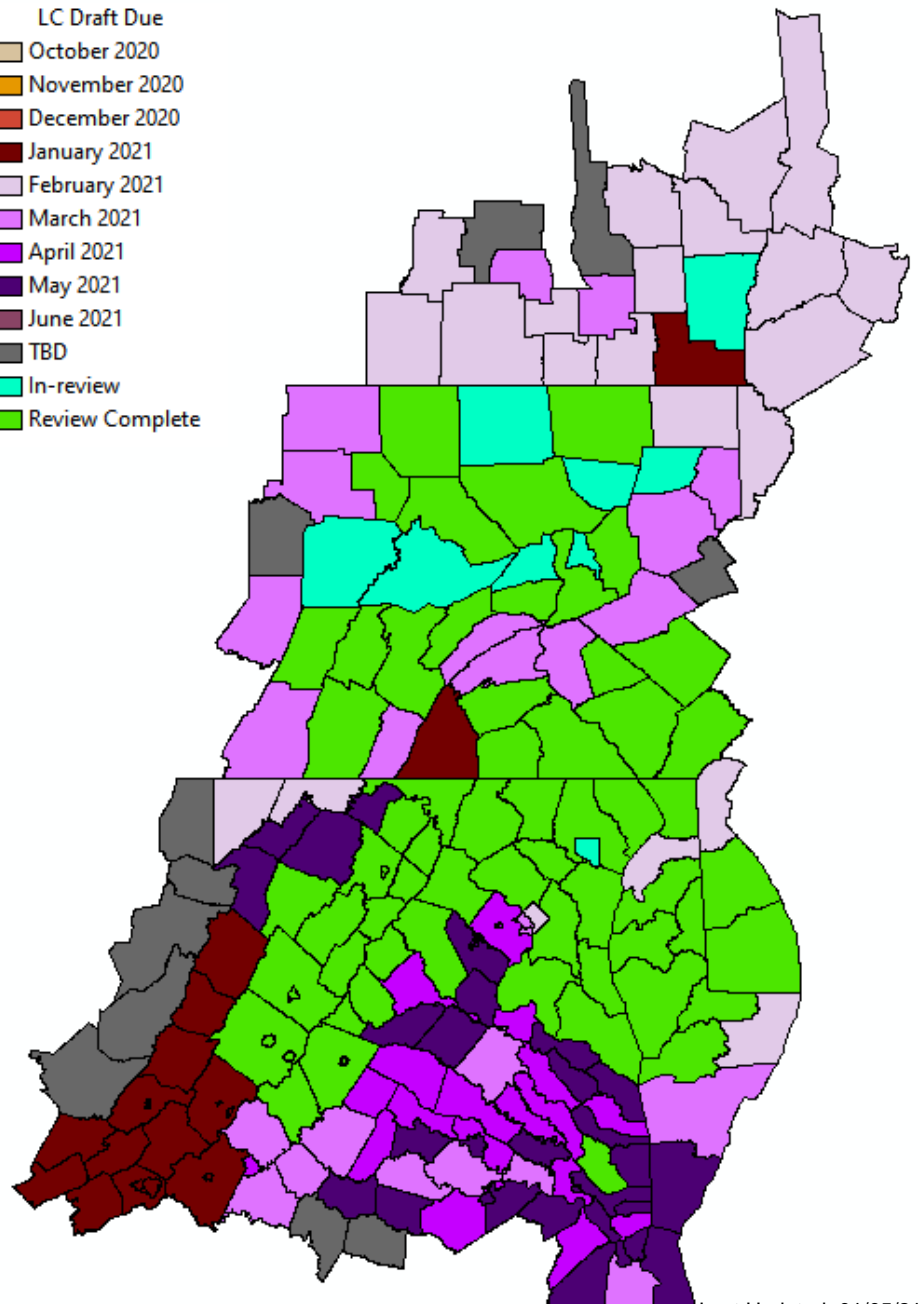 LC Draft Due
October 2020
November 2020
December 2020
January 2021
February 2021
March 2021
April 2021
May 2021
June 2021
TBD
In-review
Review Complete